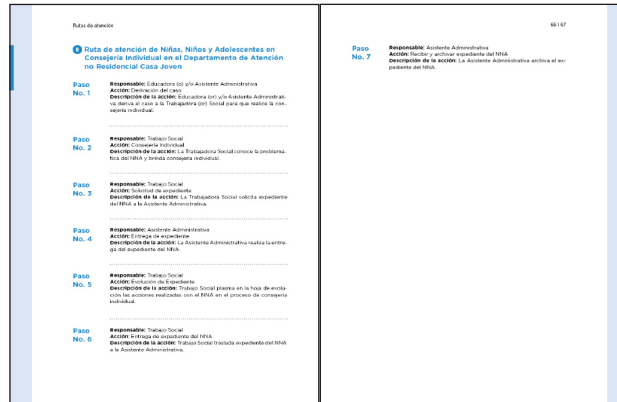 Rutas de atención
8 Ruta de atención de Niñas, Niños y Adolescentes en
Consejería Individual en el Departamento de Atención
no Residencial Casa Joven
Paso
No. 1
Responsable: Educadora (o) y/o Asistente Administrativa
Acción: Derivación del caso
Descripción de la acción: Educadora (or) y/o Asistente Administrati-
va deriva el caso a la Trabajadora (or) Social para que realice la con-
sejería individual.
Paso
No. 2
Responsable: Trabajo Social
Acción: Consejería Individual
Descripción de la acción: La Trabajadora Social conoce la problemá-
tica del NNA y brinda consejería individual.
Paso
No. 3
Responsable: Trabajo Social
Acción: Solicitud de expediente
Descripción de la acción: La Trabajadora Social solicita expediente
del NNA a la Asistente Administrativa.
Paso
No. 4
Responsable: Asistente Administrativa
Acción: Entrega de expediente
Descripción de la acción: La Asistente Administrativa realiza la entre-
ga del expediente del NNA.
Paso
No. 5
Responsable: Trabajo Social
Acción: Evolución de Expediente
Descripción de la acción: Trabajo Social plasma en la hoja de evolu-
ción las acciones realizadas con el NNA en el proceso de consejería
individual.
Paso
No. 6
Responsable: Trabajo Social
Acción: Entrega de expediente del NNA
Descripción de la acción: Trabajo Social traslada expediente del NNA
a la Asistente Administrativa.
66 | 67
Paso
No. 7
Responsable: Asistente Administrativa
Acción: Recibir y archivar expediente del NNA
Descripción de la acción: La Asistente Administrativa archiva el ex-
pediente del NNA.